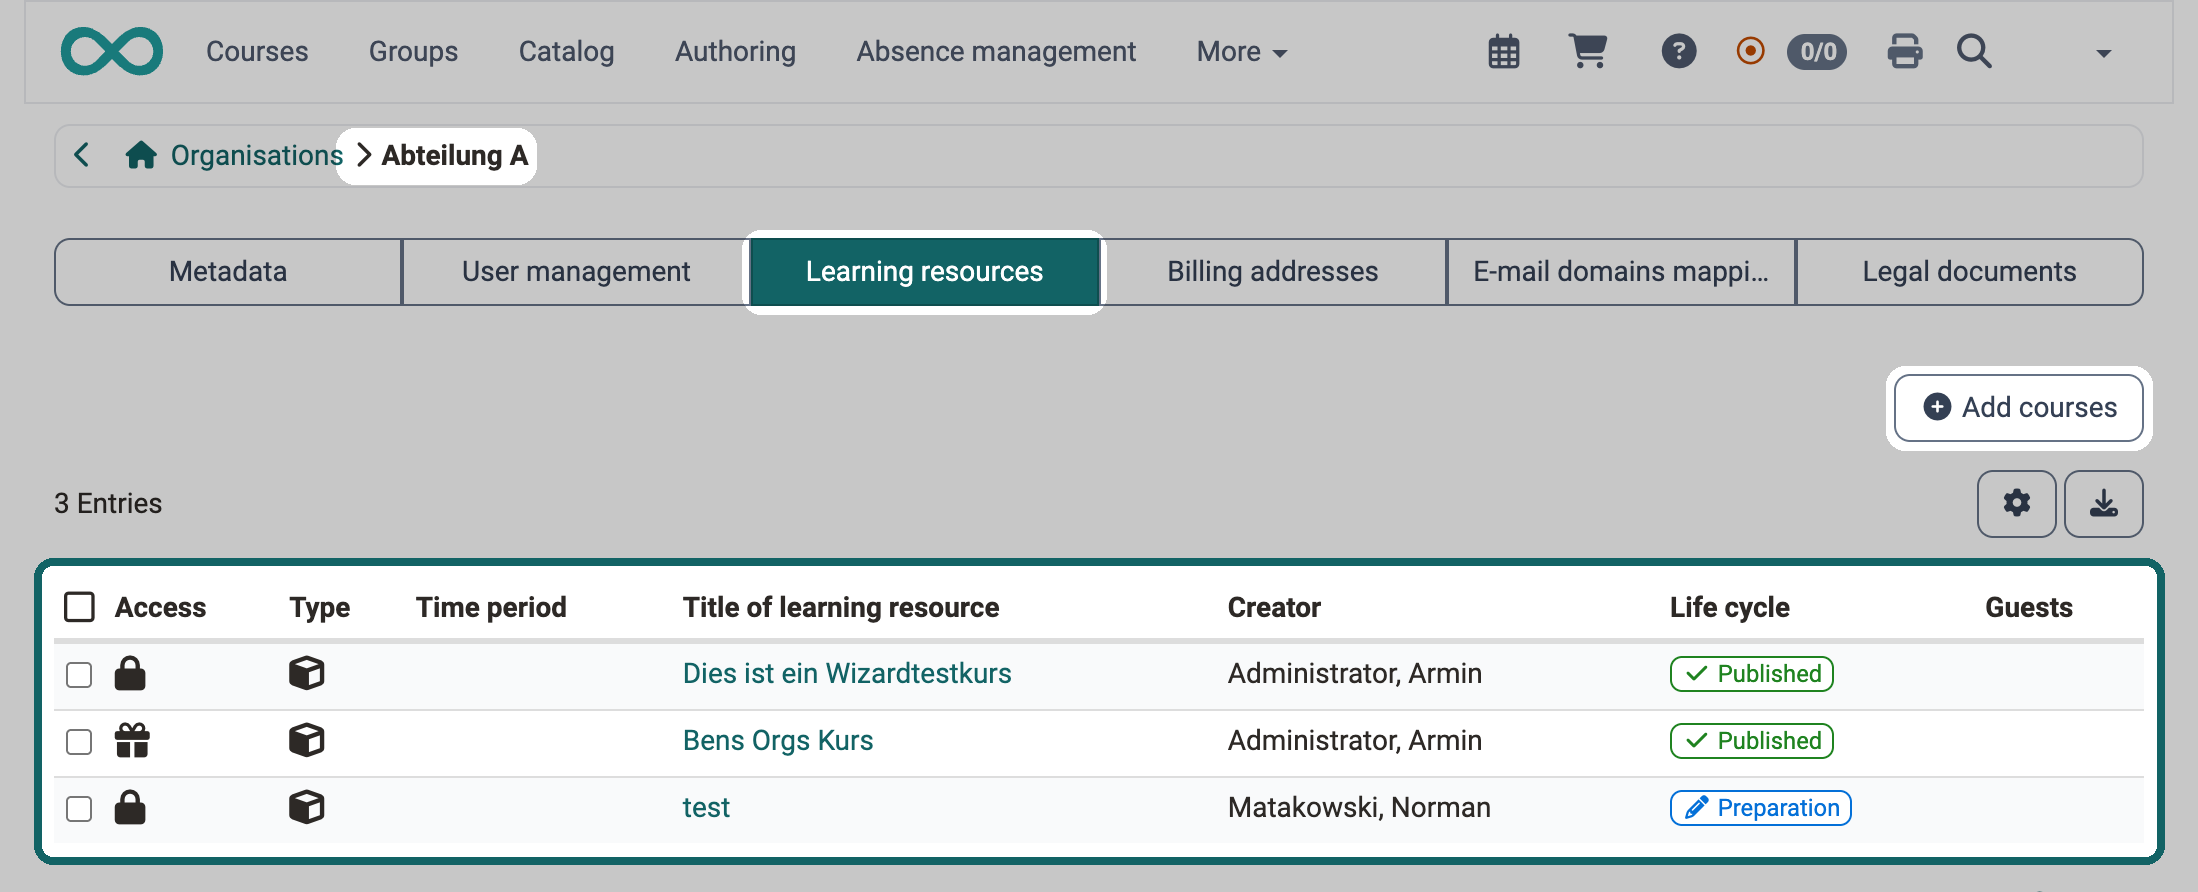 Courses Groups Catalog Authoring Absence management More ? 0/0
Organisations Abteilung A
Metadata User management Learning resources Billing addresses E-mail domains mappi... Legal documents
Add courses
3 Entries
Access Type Time period Title of learning resource Creator Life cycle Guests
Dies ist ein Wizardtestkurs Administrator, Armin Published
Bens Orgs Kurs Administrator, Armin Published
test Matakowski, Norman Preparation